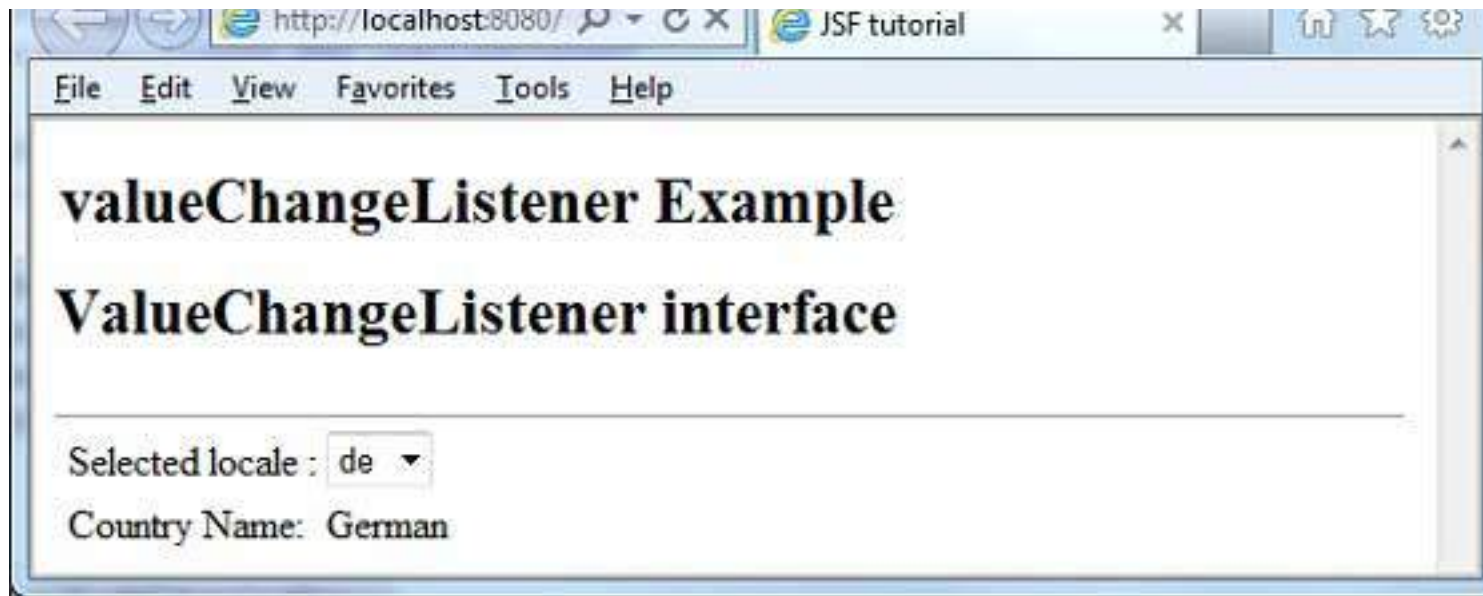 http://localhost:8080/ JSF tutorial
File Edit View Favorites Tools Help
valueChangeListener Example
ValueChangeListener interface
Selected locale : de
Country Name: German